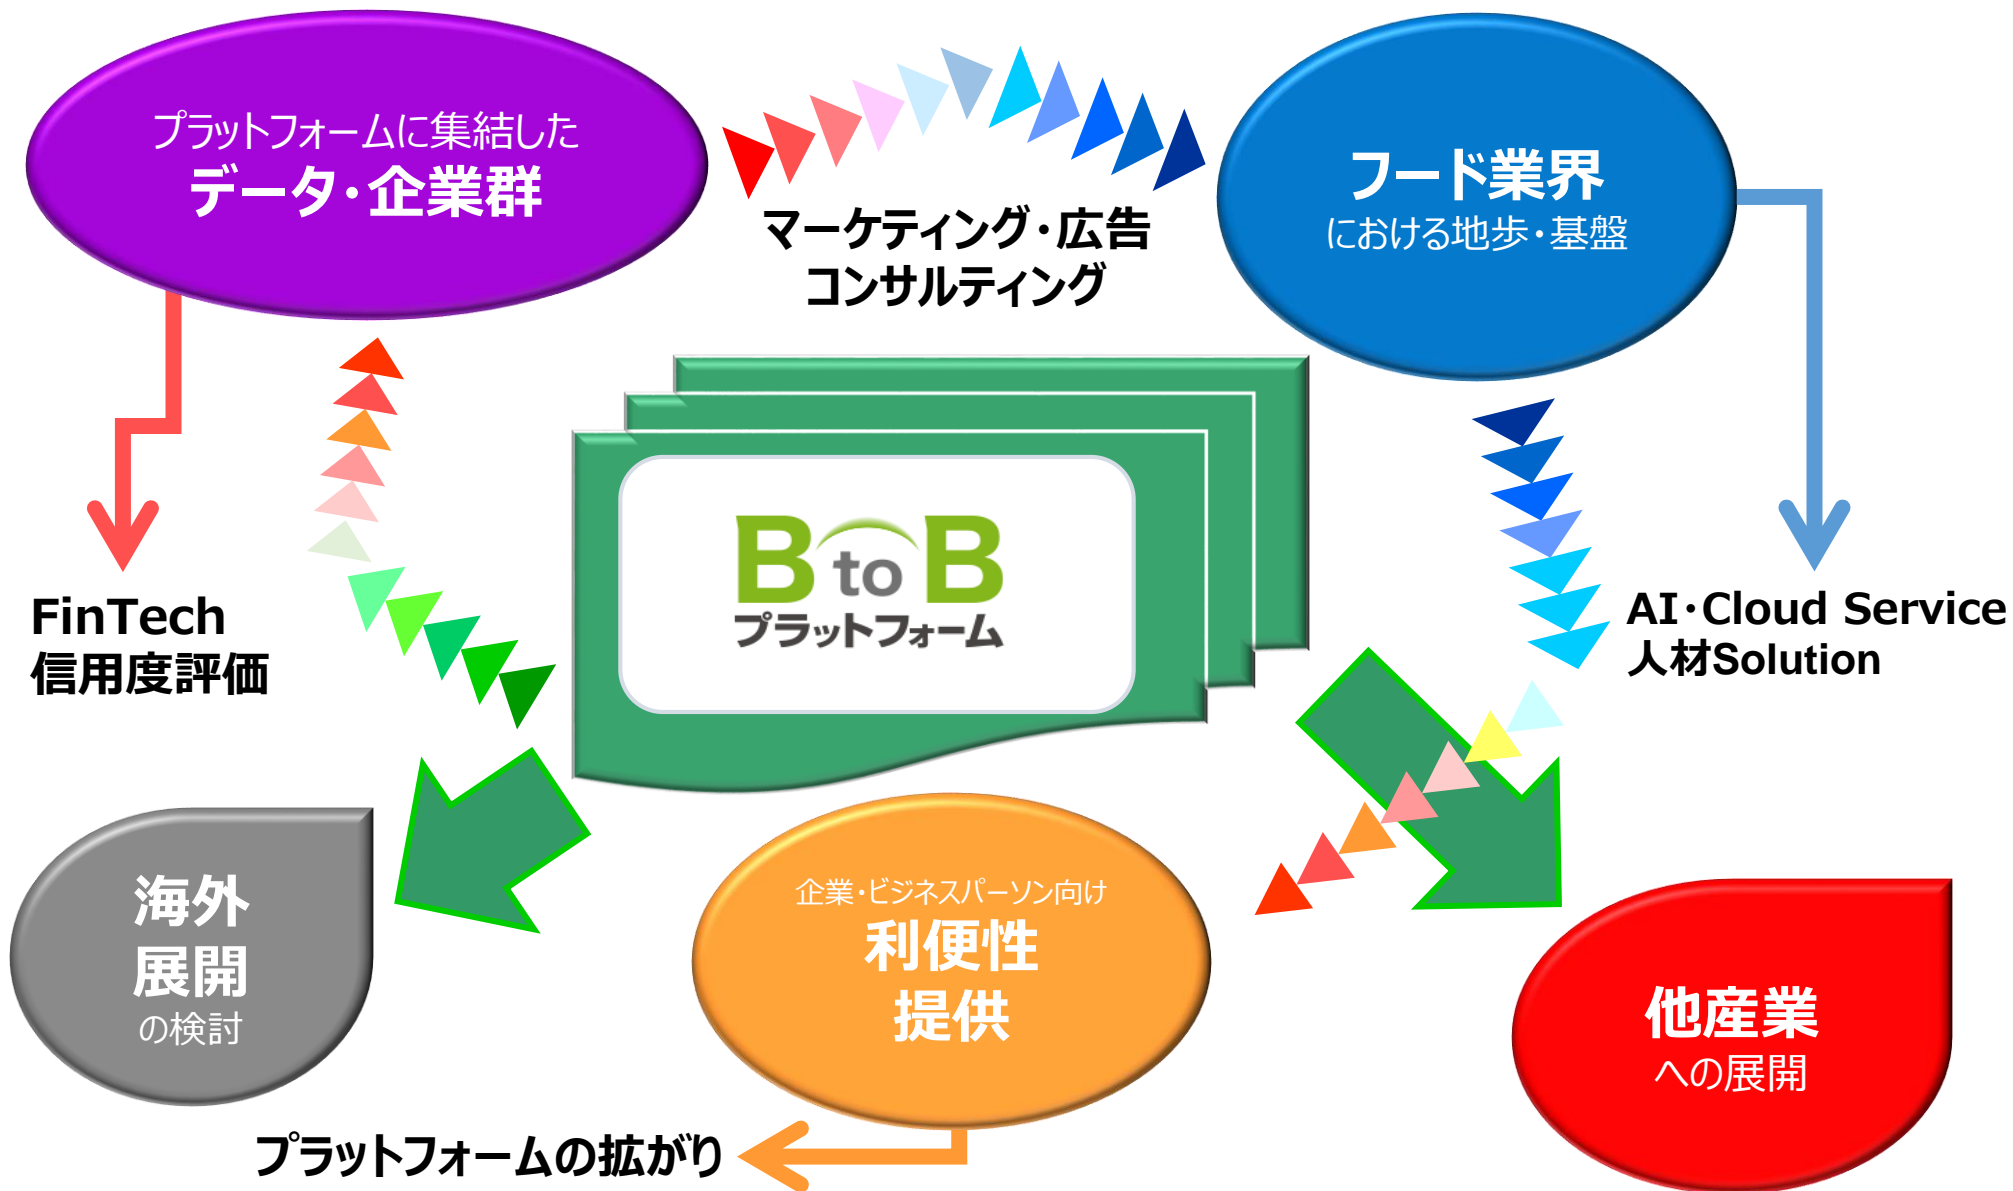 プラットフォームに集結した
データ・企業群
マーケティング・広告
コンサルティング
フード業界
における地歩・基盤
BtoB
プラットフォーム
FinTech
信用度評価
AI・Cloud Service
人材Solution
海外
展開
の検討
企業・ビジネスパーソン向け
利便性
提供
他産業
への展開
プラットフォームの拡がり